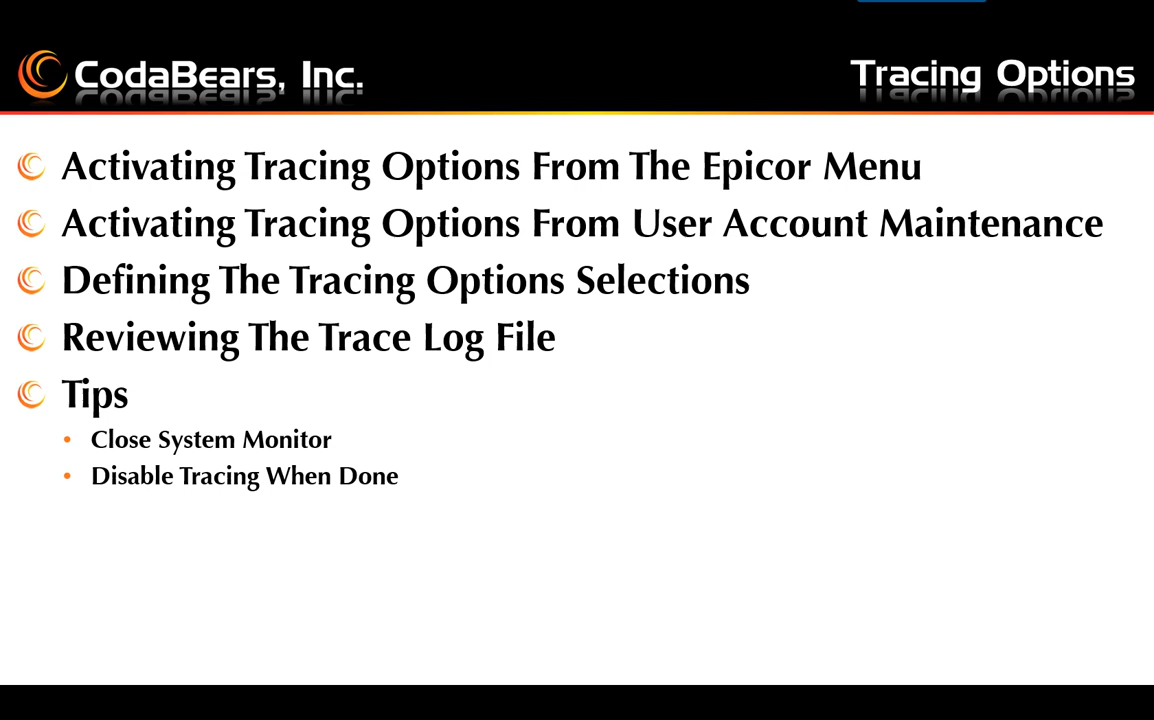 CodaBears, Inc.
Tracing Options
Activating Tracing Options From The Epicor Menu
Activating Tracing Options From User Account Maintenance
Defining The Tracing Options Selections
Reviewing The Trace Log File
Tips
• Close System Monitor
• Disable Tracing When Done